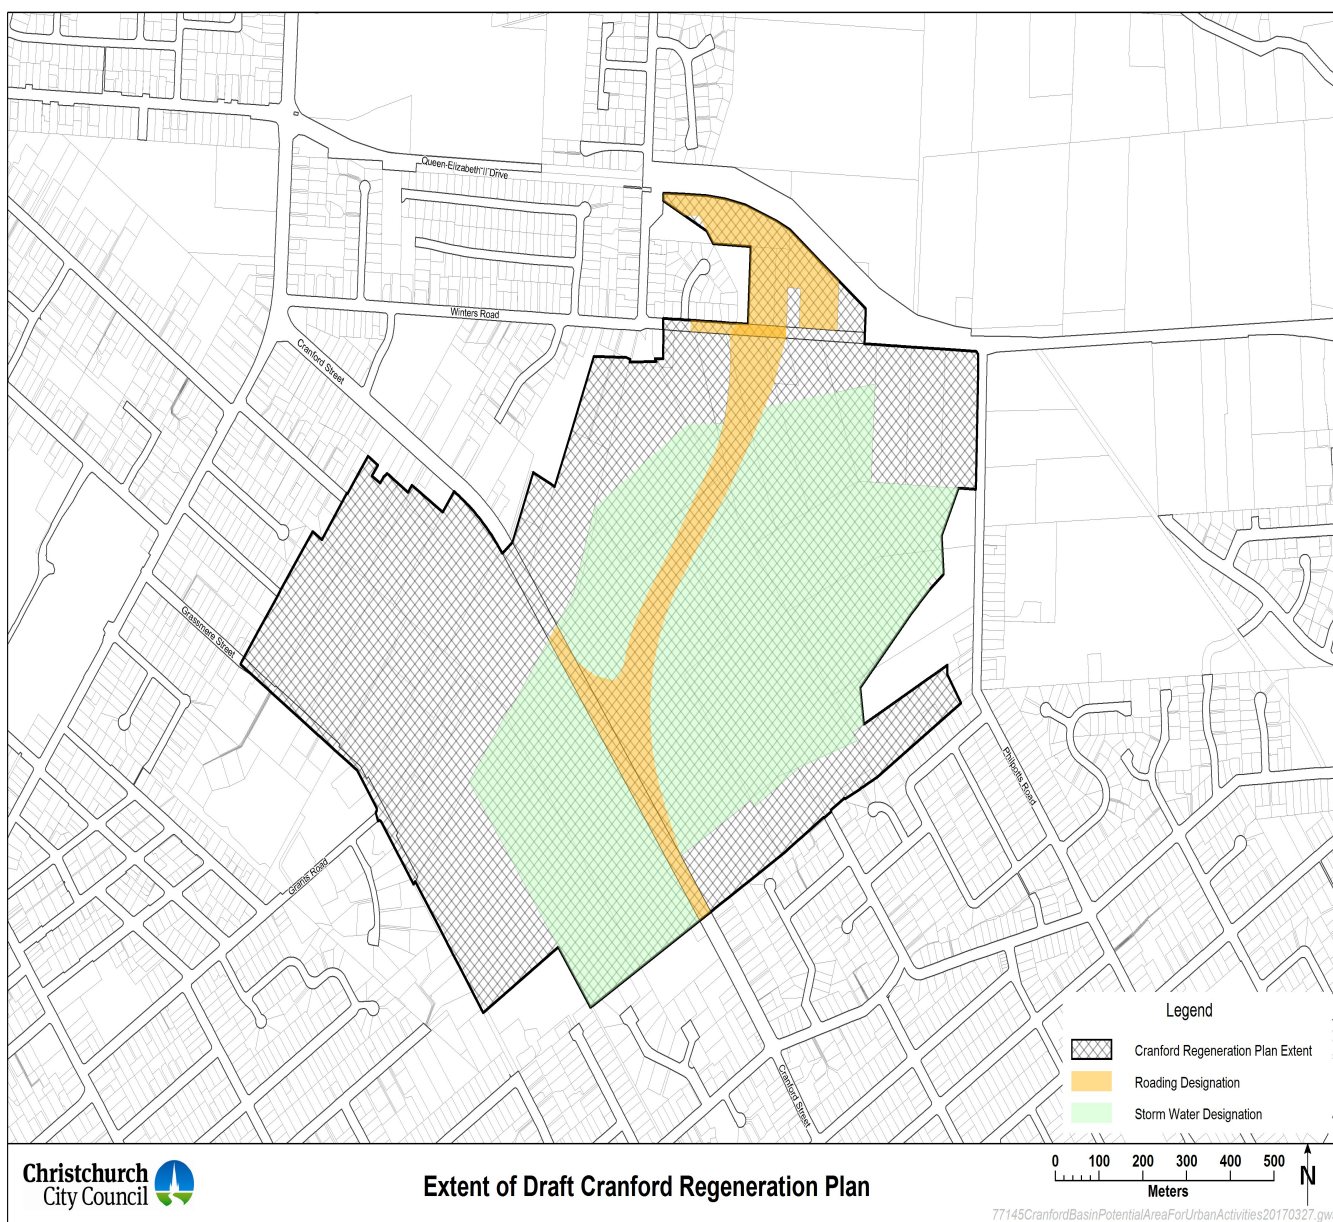 Queen Elizabeth II Drive
Winters Road
Cranford Street
Grassmere Street
Philpotts Road
Grants Road
Cranford Street
Legend
Cranford Regeneration Plan Extent
Roading Designation
Storm Water Designation
Christchurch
City Council
Extent of Draft Cranford Regeneration Plan
0 100 200 300 400 500
Meters
N
77145CranfordBasinPotentialAreaForUrbanActivities20170327.gw